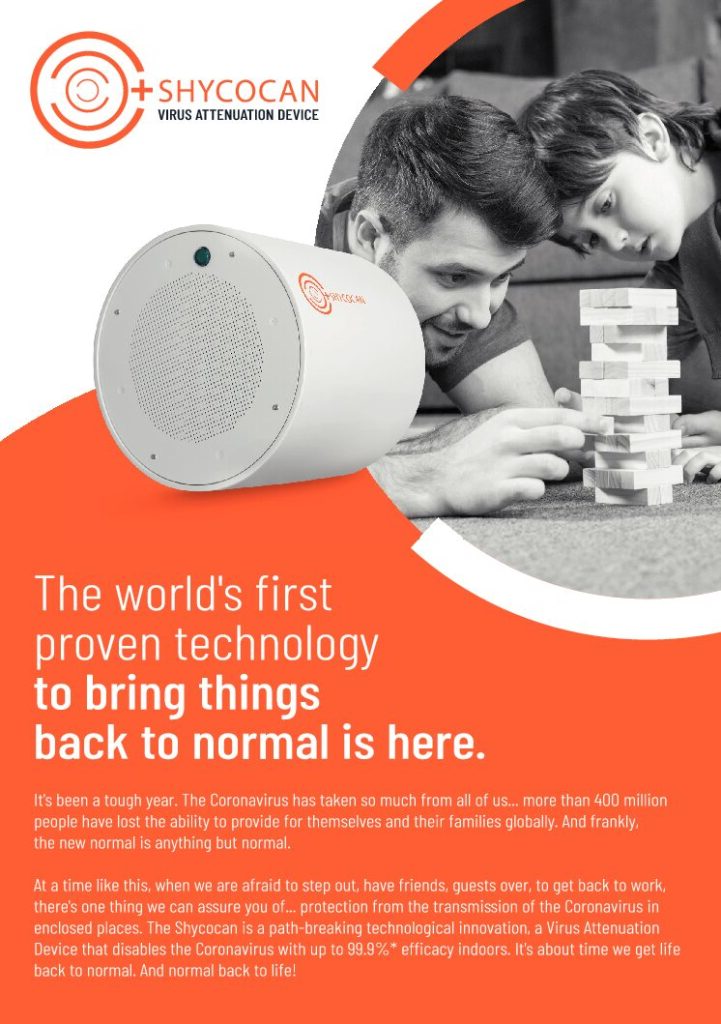 +SHYCOCAN
VIRUS ATTENUATION DEVICE
+SHYCOCAN
The world's first
proven technology
to bring things
back to normal is here.
It's been a tough year. The Coronavirus has taken so much from all of us... more than 400 million
people have lost the ability to provide for themselves and their families globally. And frankly,
the new normal is anything but normal.
At a time like this, when we are afraid to step out, have friends, guests over, to get back to work,
there's one thing we can assure you of... protection from the transmission of the Coronavirus in
enclosed places. The Shycocan is a path-breaking technological innovation, a Virus Attenuation
Device that disables the Coronavirus with up to 99.9%* efficacy indoors. It's about time we get life
back to normal. And normal back to life!